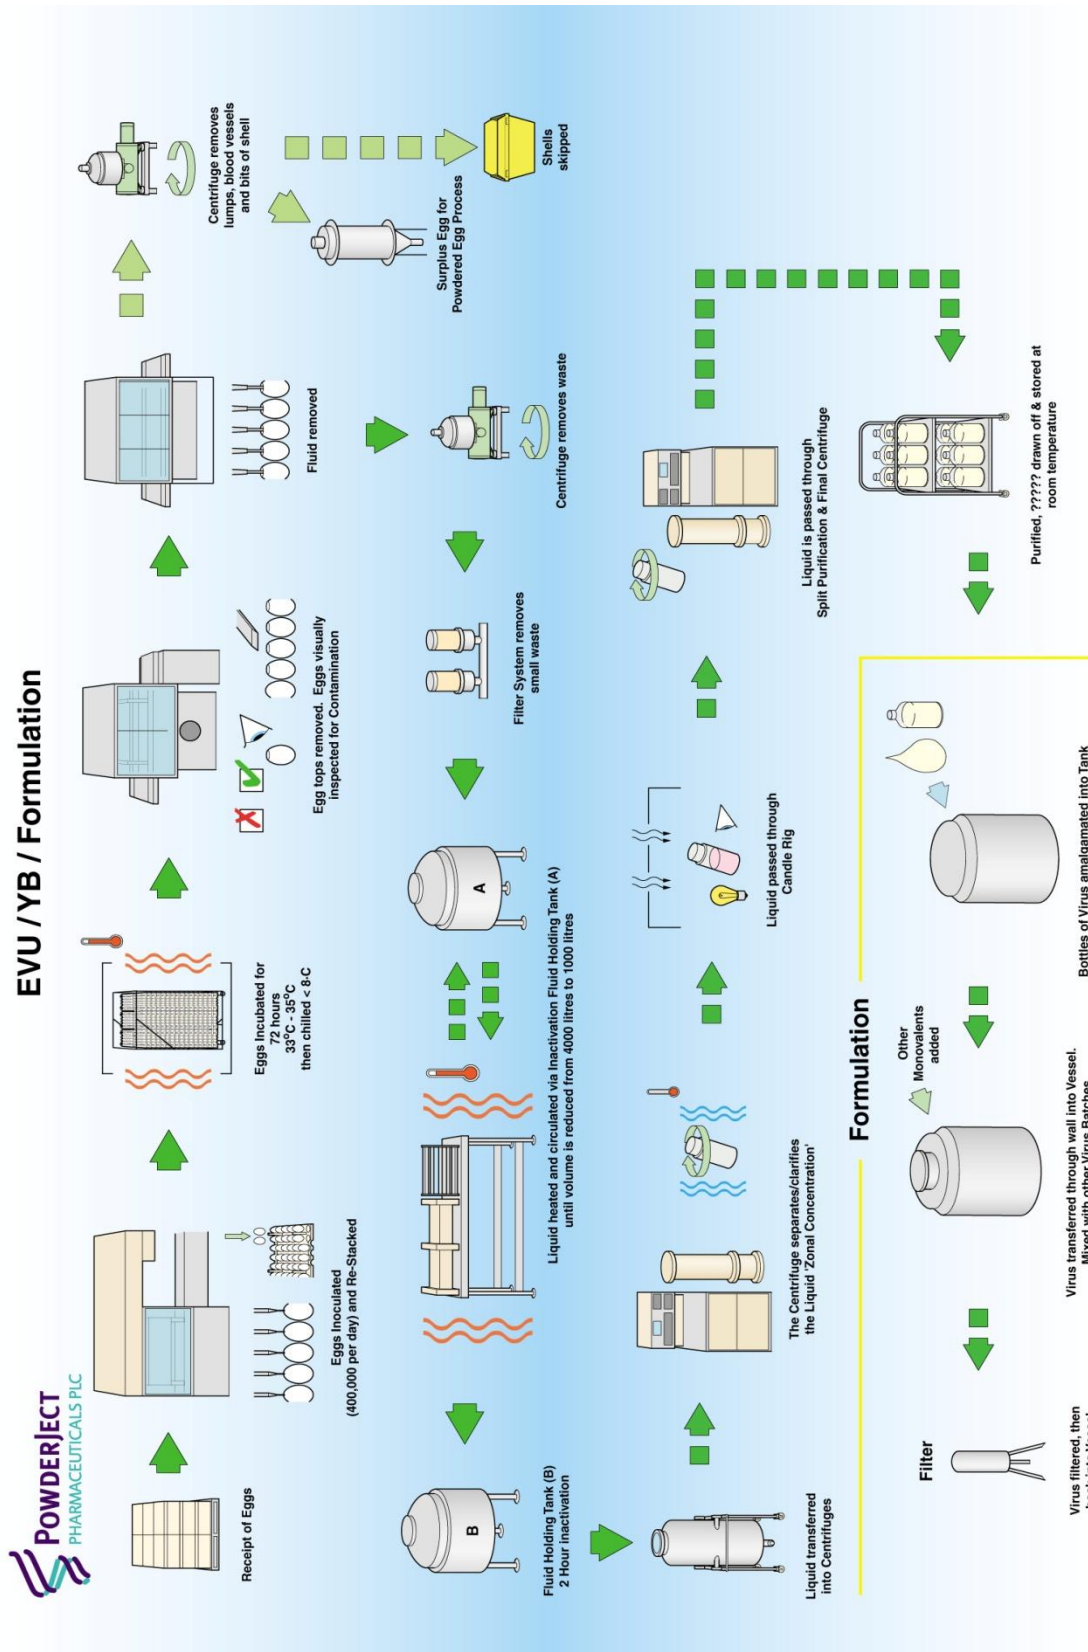 EVU / YB / Formulation
POWDERJECT
PHARMACEUTICALS PLC
Receipt of Eggs
Eggs Inoculated
(400,000 per day) and Re-Stacked
Eggs Incubated for
72 hours
33°C - 35°C
then chilled < 8-C
Egg tops removed. Eggs visually
inspected for Contamination
Fluid removed
Centrifuge removes
lumps, blood vessels
and bits of shell
Surplus Egg for
Powdered Egg Process
Shells
skipped
Centrifuge removes waste
Filter System removes
small waste
A
Liquid heated and circulated via Inactivation Fluid Holding Tank (A)
until volume is reduced from 4000 litres to 1000 litres
B
Fluid Holding Tank (B)
2 Hour inactivation
Liquid transferred
into Centrifuges
The Centrifuge separates/clarifies
the Liquid 'Zonal Concentration'
Liquid passed through
Candle Rig
Liquid is passed through
Split Purification & Final Centrifuge
Purified, ????? drawn off & stored at
room temperature
Formulation
Bottles of Virus amalgamated into Tank
Other
Monovalents
added
Virus transferred through wall into Vessel.
Mixed with other Virus Batches
Filter
Virus filtered, then